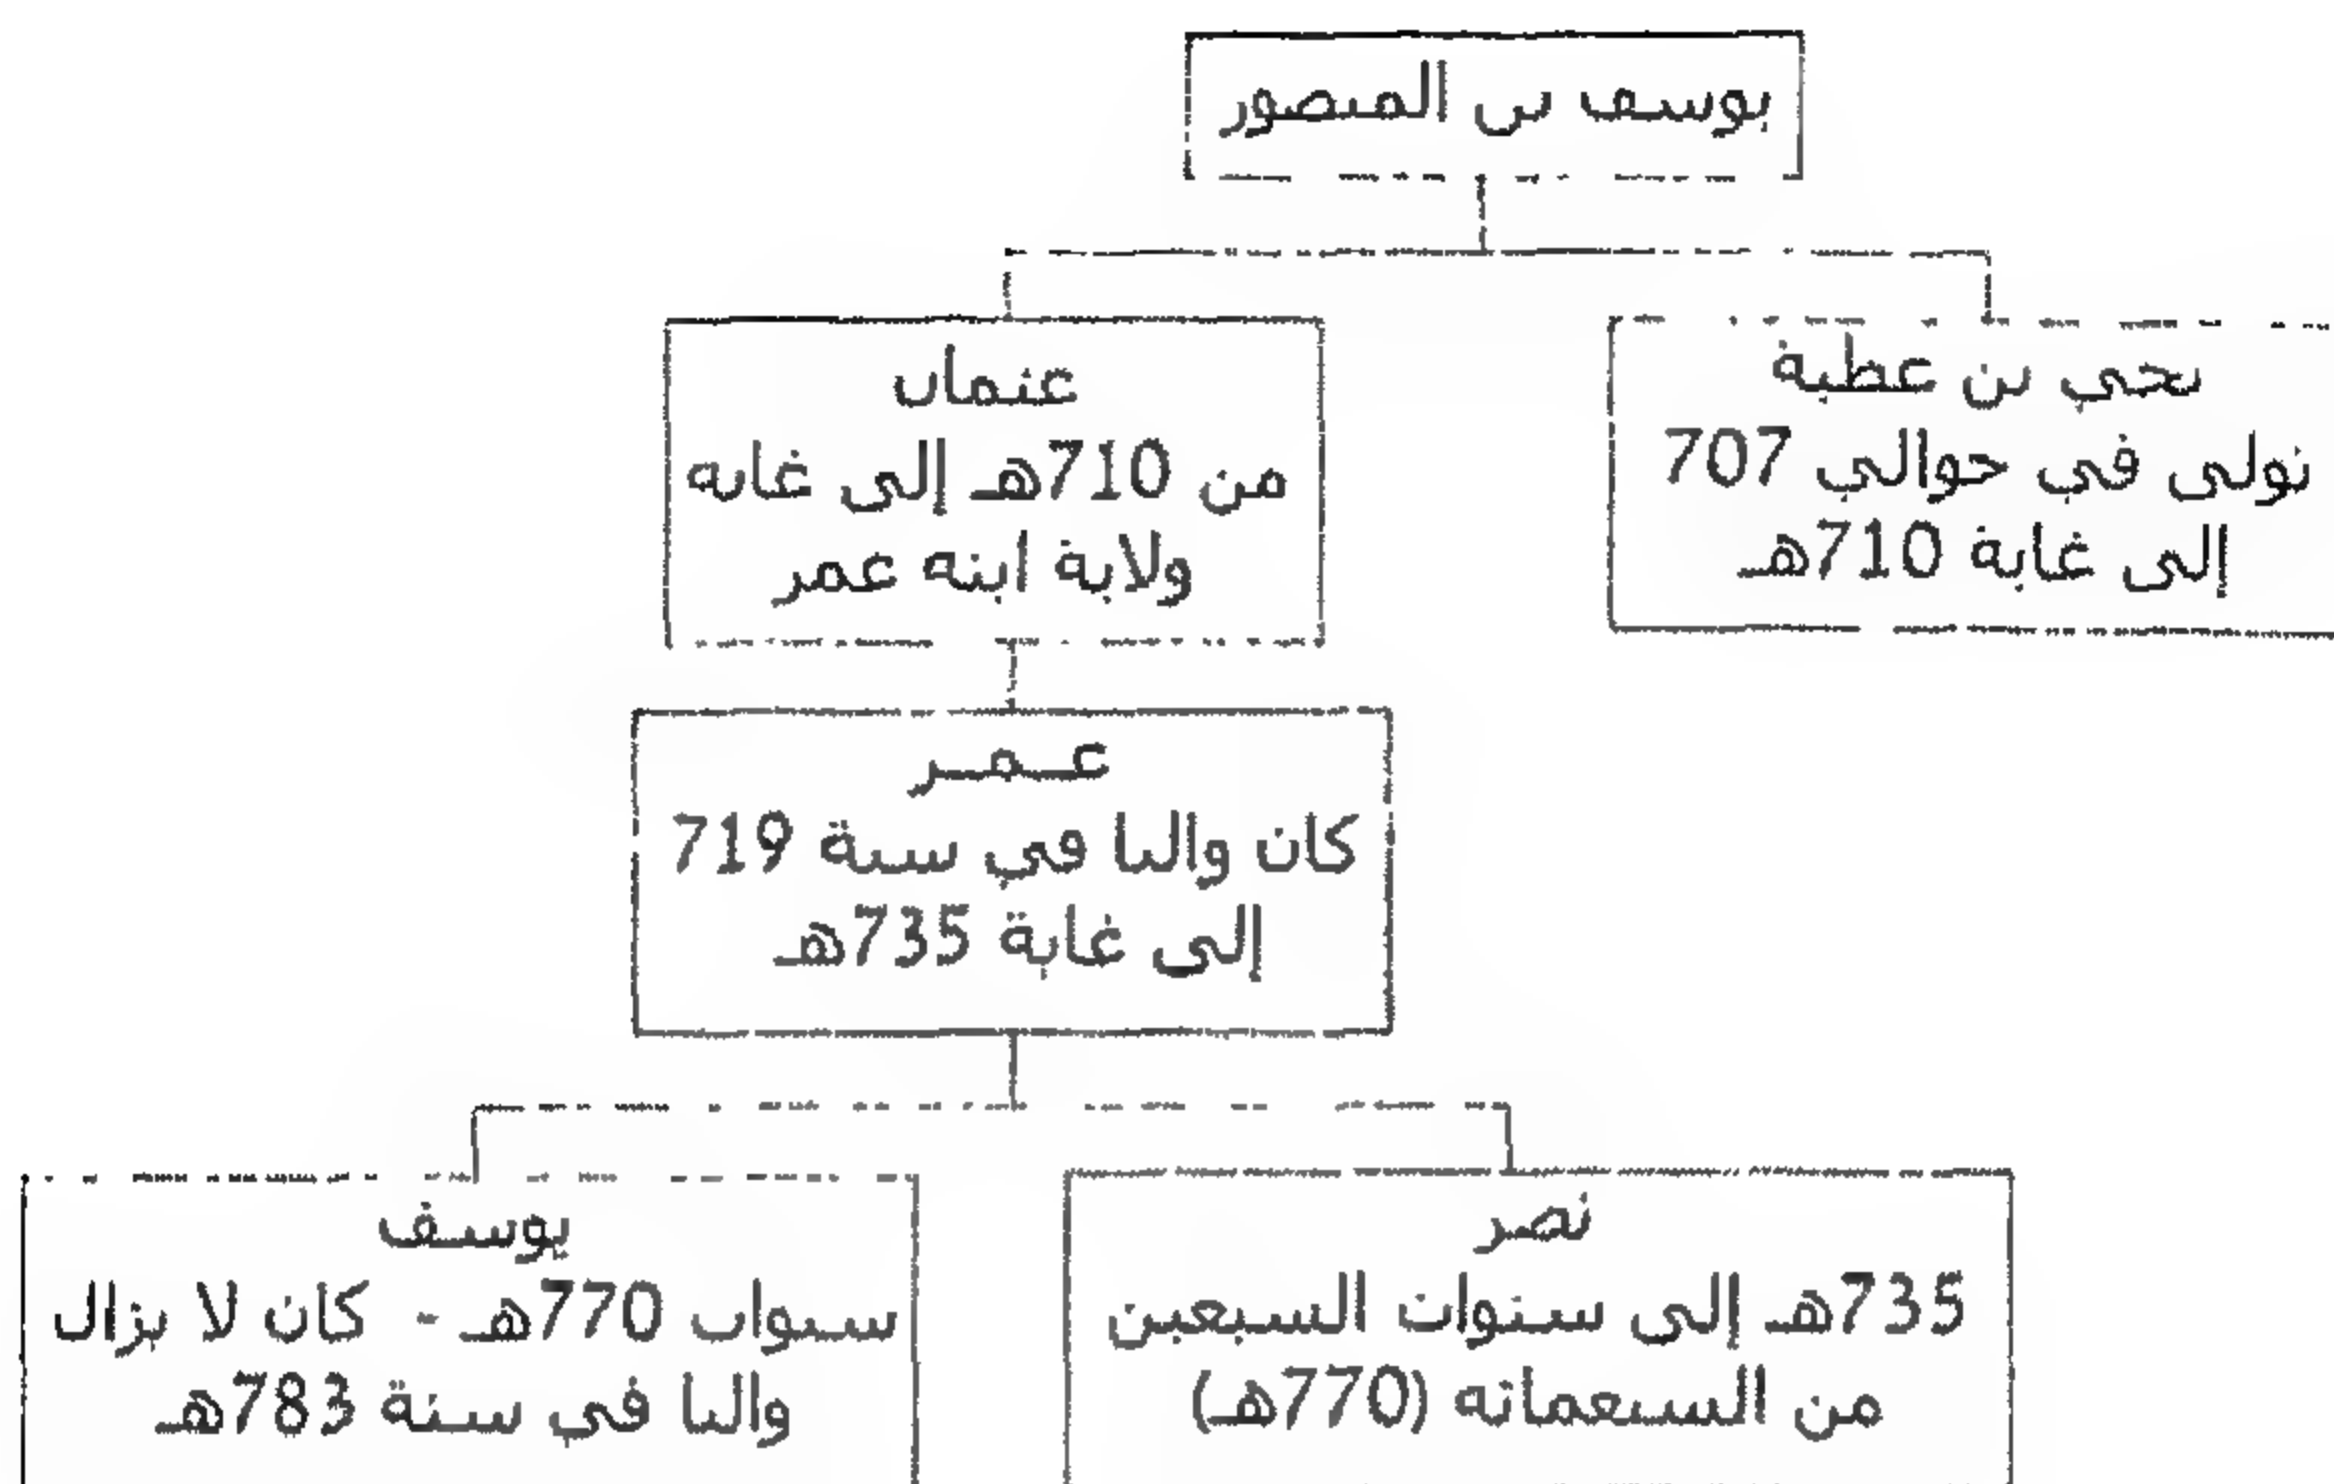 يوسف بن المنصور
يحي بن عطية
تولى في حوالي 707
إلى غاية 710هـ
عثمان
من 710هـ إلى غاية
ولاية ابنه عمر
عـمـر
كان واليا في سنة 719
إلى غاية 735هـ
نصر
735هـ إلى سنوات السبعين
من السبعمائة (770هـ)
يوسف
سنوات 770هـ - كان لا يزال
واليا في سنة 783هـ